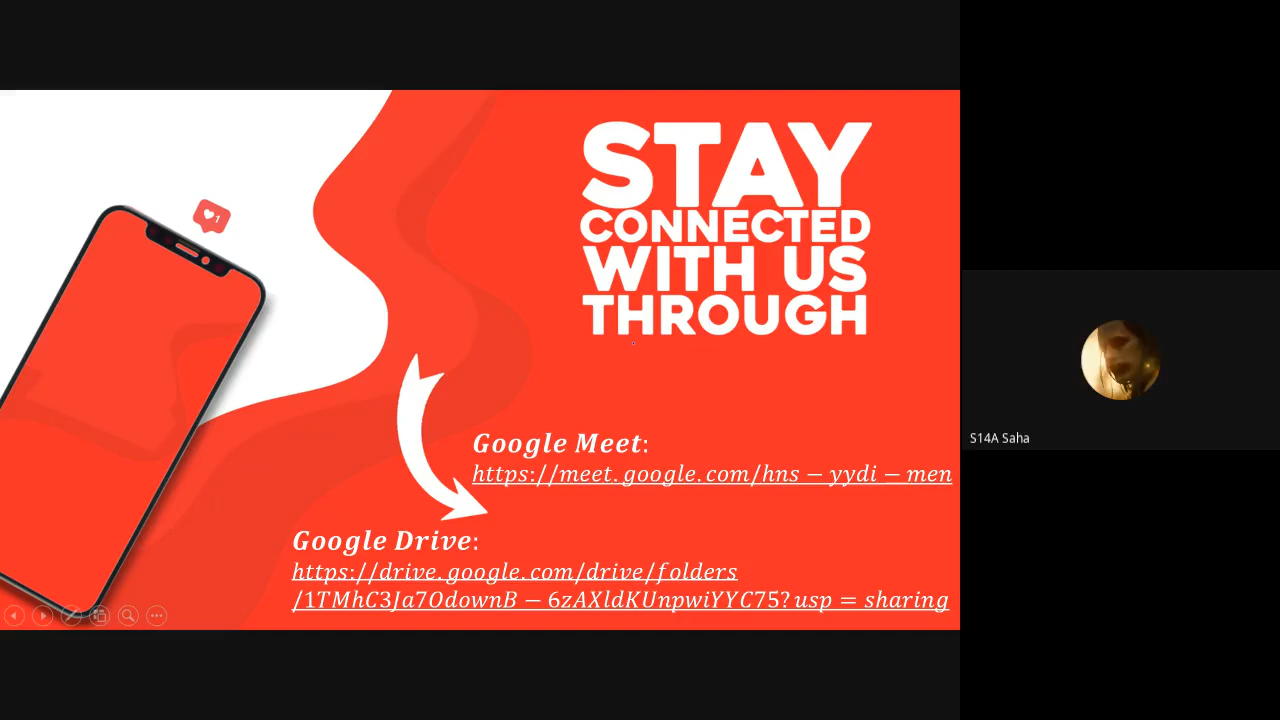 STAY
CONNECTED
WITH US
THROUGH
1
Google Meet:
https://meet.google.com/hns-yydi-men
Google Drive:
https://drive.google.com/drive/folders
/1TMhC3Ja7OdownB-6zAXldKUnpwiYYC75?usp=sharing
S14A Saha